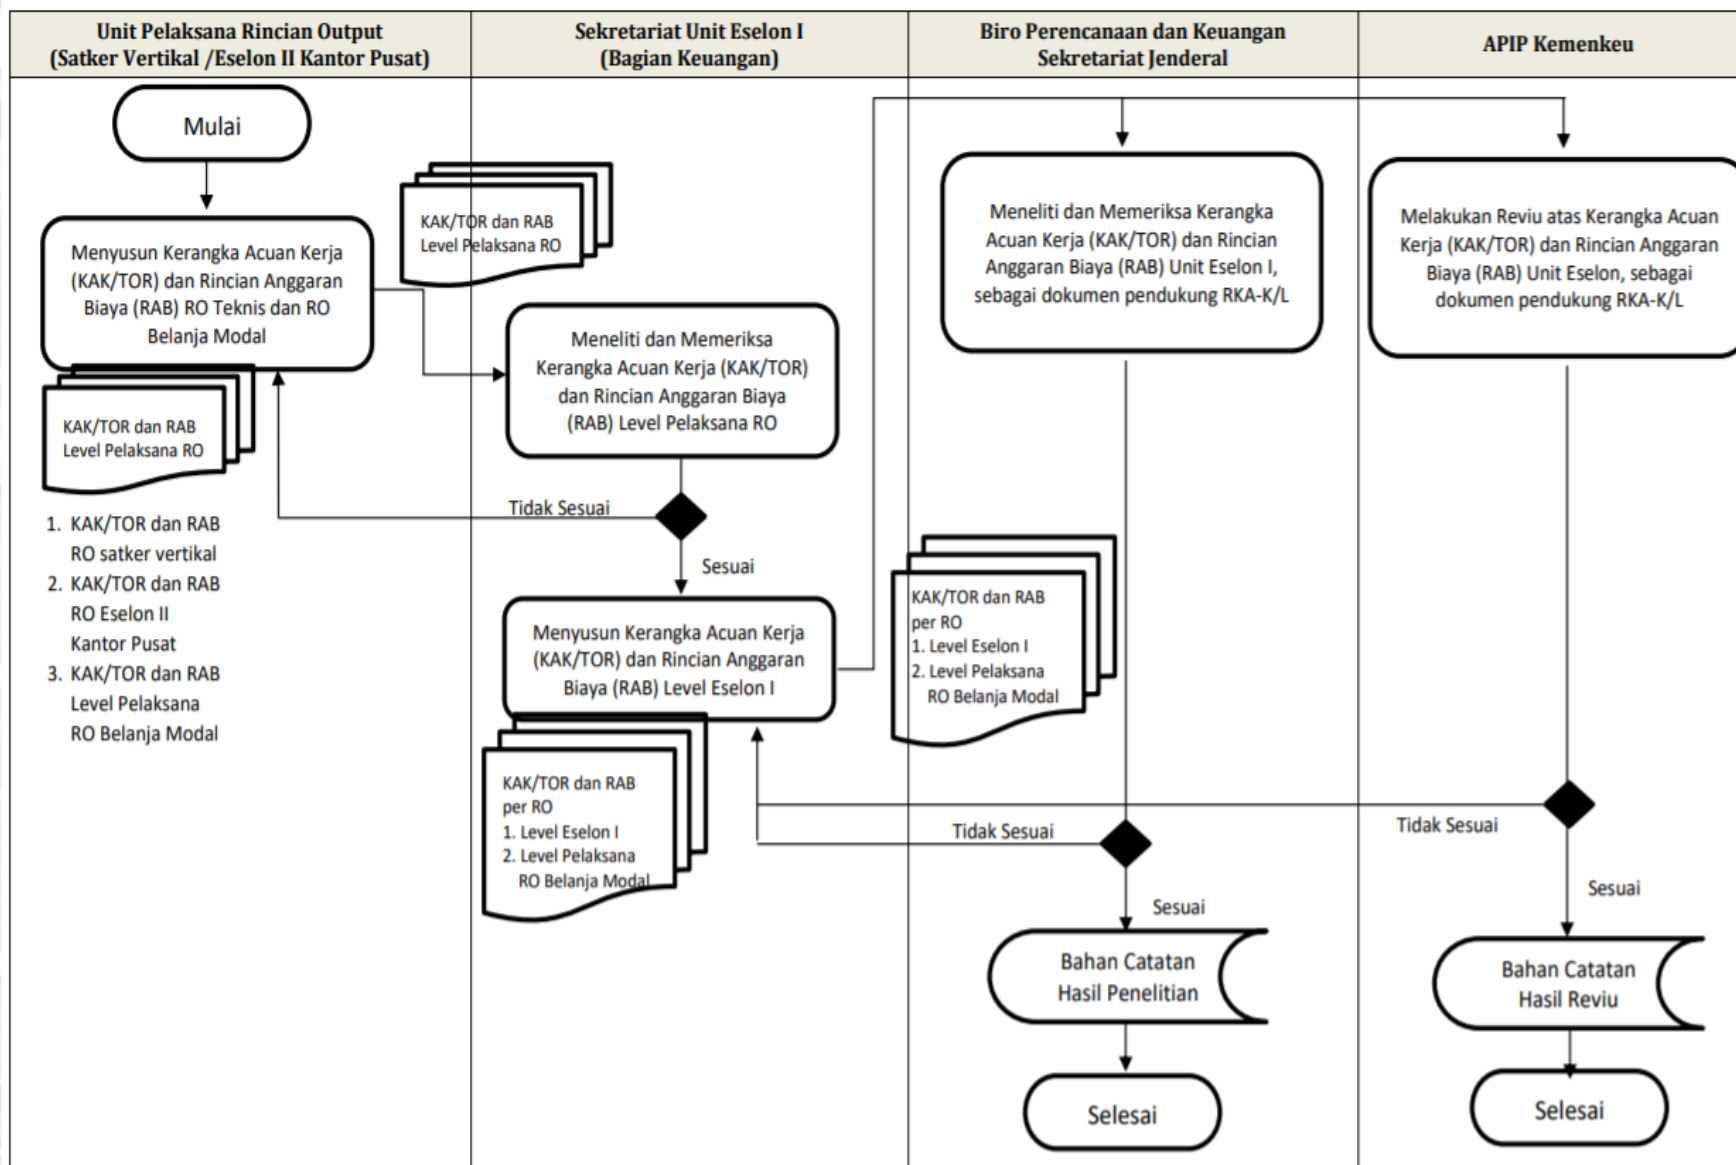 Unit Pelaksana Rincian Output
(Satker Vertikal /Eselon II Kantor Pusat)
Sekretariat Unit Eselon I
(Bagian Keuangan)
Biro Perencanaan dan Keuangan
Sekretariat Jenderal
APIP Kemenkeu
Mulai
Menyusun Kerangka Acuan Kerja
(KAK/TOR) dan Rincian Anggaran
Biaya (RAB) RO Teknis dan RO
Belanja Modal
KAK/TOR dan RAB
Level Pelaksana RO
1. KAK/TOR dan RAB
RO satker vertikal
2. KAK/TOR dan RAB
RO Eselon II
Kantor Pusat
3. KAK/TOR dan RAB
Level Pelaksana
RO Belanja Modal
KAK/TOR dan RAB
Level Pelaksana RO
Meneliti dan Memeriksa
Kerangka Acuan Kerja (KAK/TOR)
dan Rincian Anggaran Biaya
(RAB) Level Pelaksana RO
Tidak Sesuai
Sesuai
Menyusun Kerangka Acuan Kerja
(KAK/TOR) dan Rincian Anggaran
Biaya (RAB) Level Eselon I
KAK/TOR dan RAB
per RO
1. Level Eselon I
2. Level Pelaksana
RO Belanja Modal
Meneliti dan Memeriksa Kerangka
Acuan Kerja (KAK/TOR) dan Rincian
Anggaran Biaya (RAB) Unit Eselon I,
sebagai dokumen pendukung RKA-K/L
KAK/TOR dan RAB
per RO
1. Level Eselon I
2. Level Pelaksana
RO Belanja Modal
Tidak Sesuai
Sesuai
Bahan Catatan
Hasil Penelitian
Selesai
Melakukan Reviu atas Kerangka Acuan
Kerja (KAK/TOR) dan Rincian Anggaran
Biaya (RAB) Unit Eselon, sebagai
dokumen pendukung RKA-K/L
Tidak Sesuai
Sesuai
Bahan Catatan
Hasil Reviu
Selesai